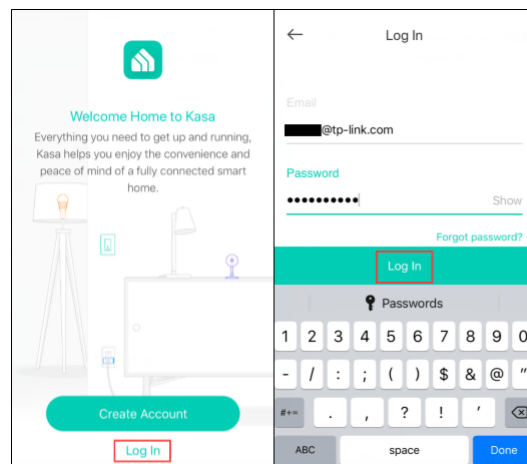 Welcome Home to Kasa
Everything you need to get up and running,
Kasa helps you enjoy the convenience and
peace of mind of a fully connected smart
home.
Create Account
Log In
Log In
Email
@tp-link.com
Password
••••••••••
Show
Forgot password?
Log In
Passwords
1 2 3 4 5 6 7 8 9 0
- / : ; ( ) $ & @ "
#+= . , ? ! '
ABC space Done